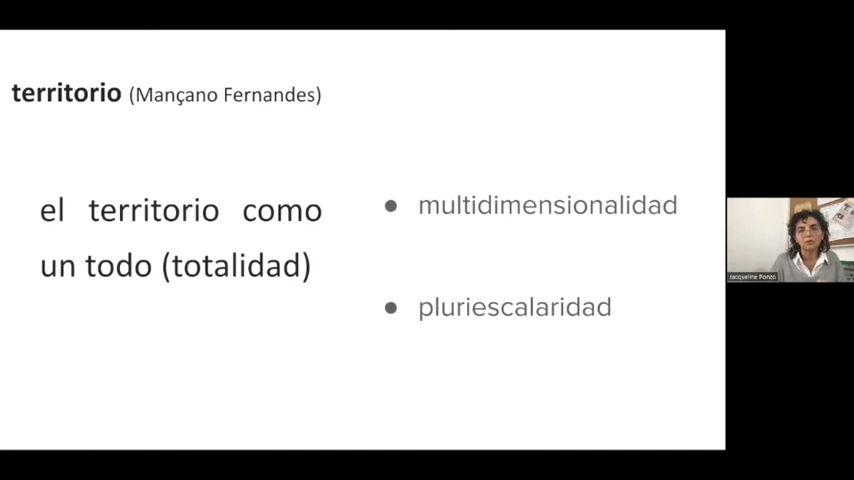 territorio (Mançano Fernandes)
el territorio como
un todo (totalidad)
● multidimensionalidad
● pluriescalaridad
Jacqueline Ponzo